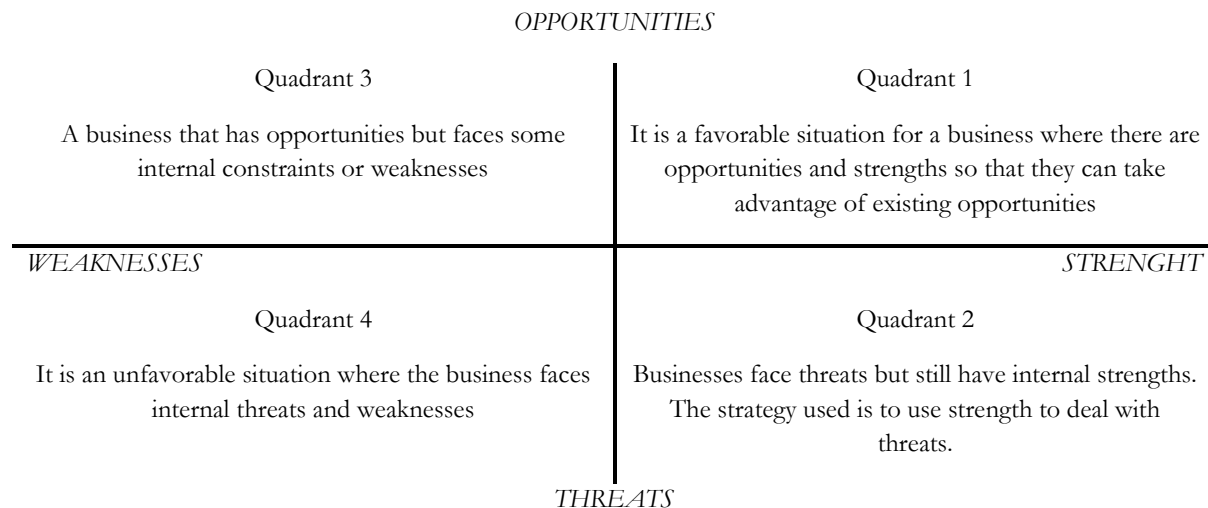 OPPORTUNITIES
Quadrant 3
A business that has opportunities but faces some
internal constraints or weaknesses
Quadrant 1
It is a favorable situation for a business where there are
opportunities and strengths so that they can take
advantage of existing opportunities
WEAKNESSES
STRENGHT
Quadrant 4
It is an unfavorable situation where the business faces
internal threats and weaknesses
Quadrant 2
Businesses face threats but still have internal strengths.
The strategy used is to use strength to deal with
threats.
THREATS